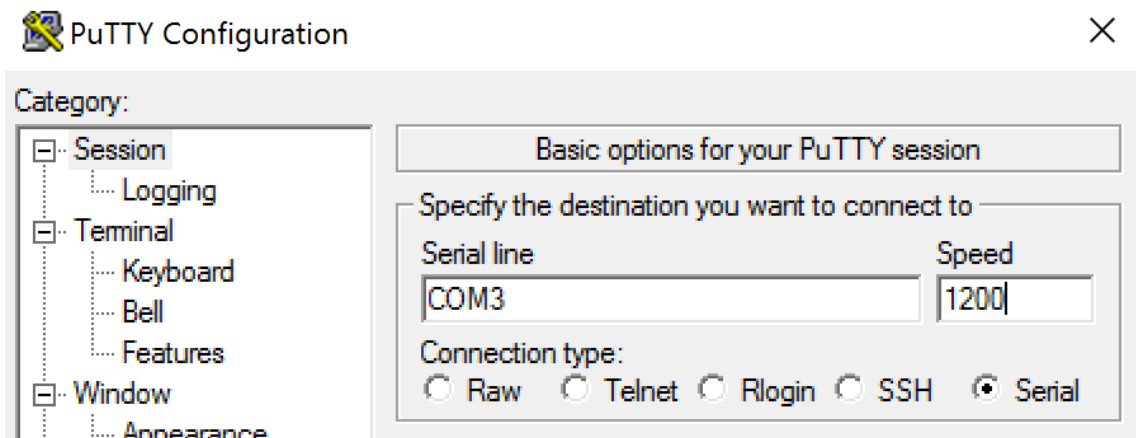 PuTTY Configuration
Category:
Session
Logging
Terminal
Keyboard
Bell
Features
Window
Appearance
Basic options for your PuTTY session
Specify the destination you want to connect to
Serial line Speed
COM3 1200
Connection type:
Raw Telnet Rlogin SSH Serial